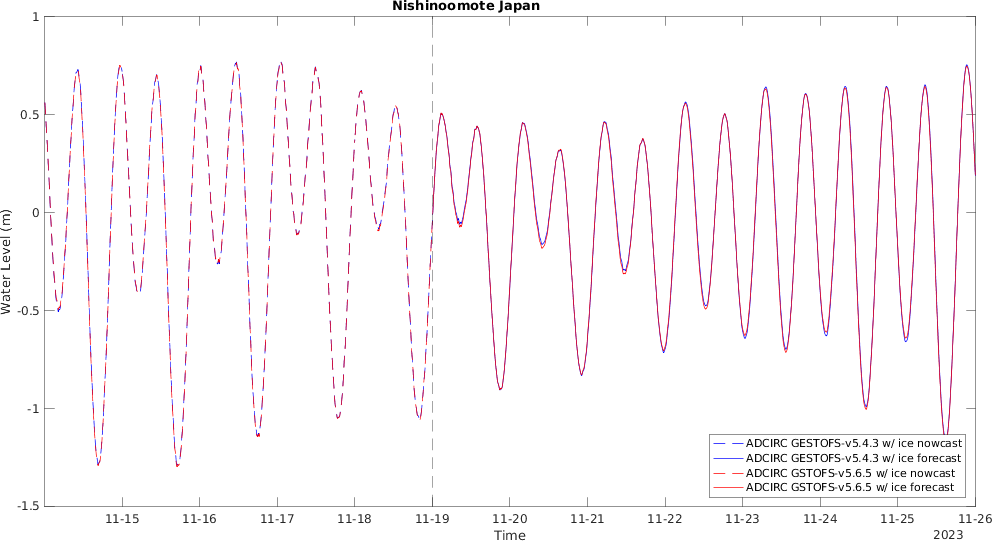 Nishinoomote Japan
1
0.5
0
-0.5
-1
-1.5
Water Level (m)
11-15 11-16 11-17 11-18 11-19 11-20 11-21 11-22 11-23 11-24 11-25 11-26
Time
2023
ADCIRC GESTOFS-v5.4.3 w/ ice nowcast
ADCIRC GESTOFS-v5.4.3 w/ ice forecast
ADCIRC GSTOFS-v5.6.5 w/ ice nowcast
ADCIRC GSTOFS-v5.6.5 w/ ice forecast